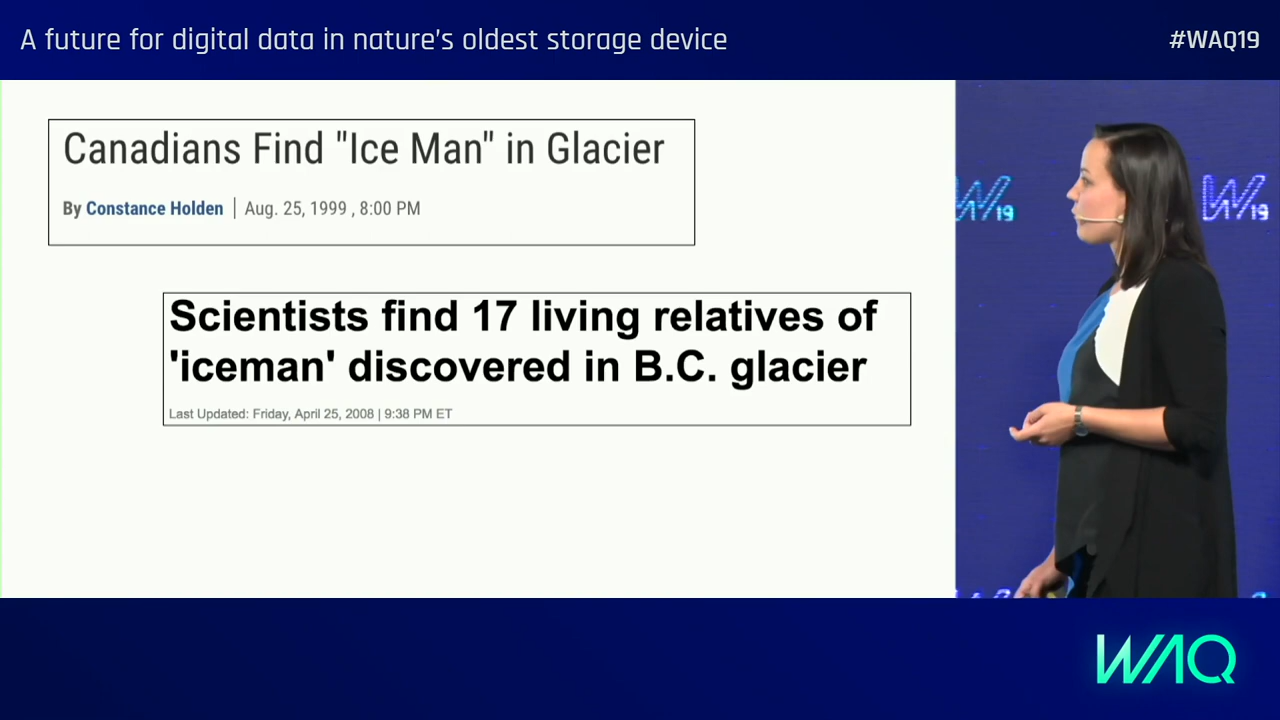 A future for digital data in nature's oldest storage device
#WAQ19
Canadians Find "Ice Man" in Glacier
By Constance Holden | Aug. 25, 1999 , 8:00 PM
Scientists find 17 living relatives of
'iceman' discovered in B.C. glacier
Last Updated: Friday, April 25, 2008 | 9:38 PM ET
W19
W19
WAQ